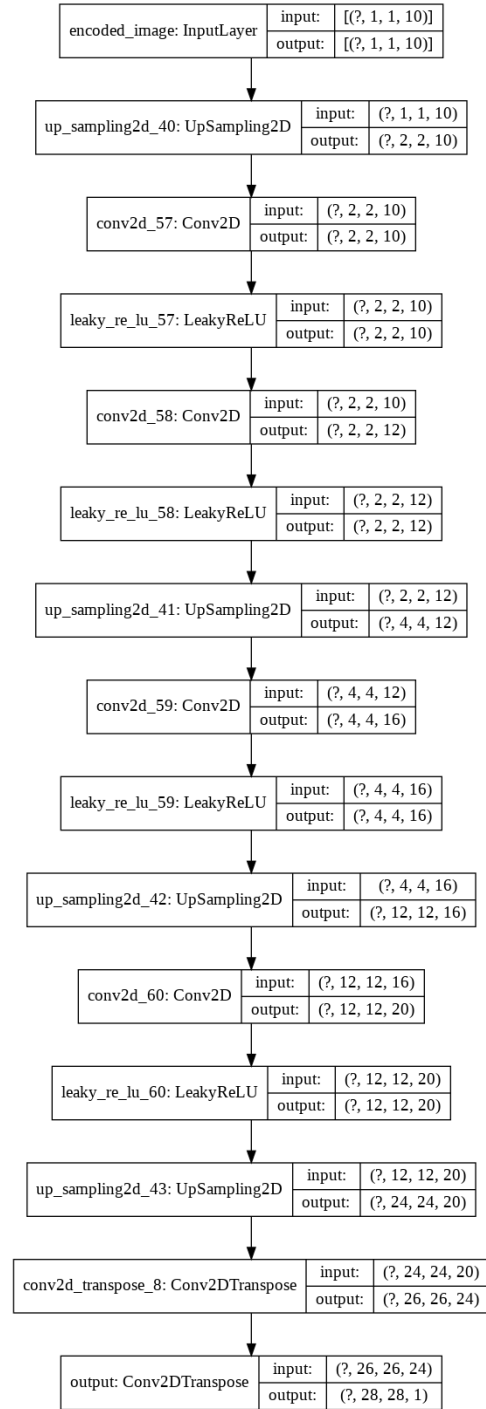 encoded_image: InputLayer input: [(?, 1, 1, 10)]
output: [(?, 1, 1, 10)]
up_sampling2d_40: UpSampling2D input: (?, 1, 1, 10)
output: (?, 2, 2, 10)
conv2d_57: Conv2D input: (?, 2, 2, 10)
output: (?, 2, 2, 10)
leaky_re_lu_57: LeakyReLU input: (?, 2, 2, 10)
output: (?, 2, 2, 10)
conv2d_58: Conv2D input: (?, 2, 2, 10)
output: (?, 2, 2, 12)
leaky_re_lu_58: LeakyReLU input: (?, 2, 2, 12)
output: (?, 2, 2, 12)
up_sampling2d_41: UpSampling2D input: (?, 2, 2, 12)
output: (?, 4, 4, 12)
conv2d_59: Conv2D input: (?, 4, 4, 12)
output: (?, 4, 4, 16)
leaky_re_lu_59: LeakyReLU input: (?, 4, 4, 16)
output: (?, 4, 4, 16)
up_sampling2d_42: UpSampling2D input: (?, 4, 4, 16)
output: (?, 12, 12, 16)
conv2d_60: Conv2D input: (?, 12, 12, 16)
output: (?, 12, 12, 20)
leaky_re_lu_60: LeakyReLU input: (?, 12, 12, 20)
output: (?, 12, 12, 20)
up_sampling2d_43: UpSampling2D input: (?, 12, 12, 20)
output: (?, 24, 24, 20)
conv2d_transpose_8: Conv2DTranspose input: (?, 24, 24, 20)
output: (?, 26, 26, 24)
output: Conv2DTranspose input: (?, 26, 26, 24)
output: (?, 28, 28, 1)